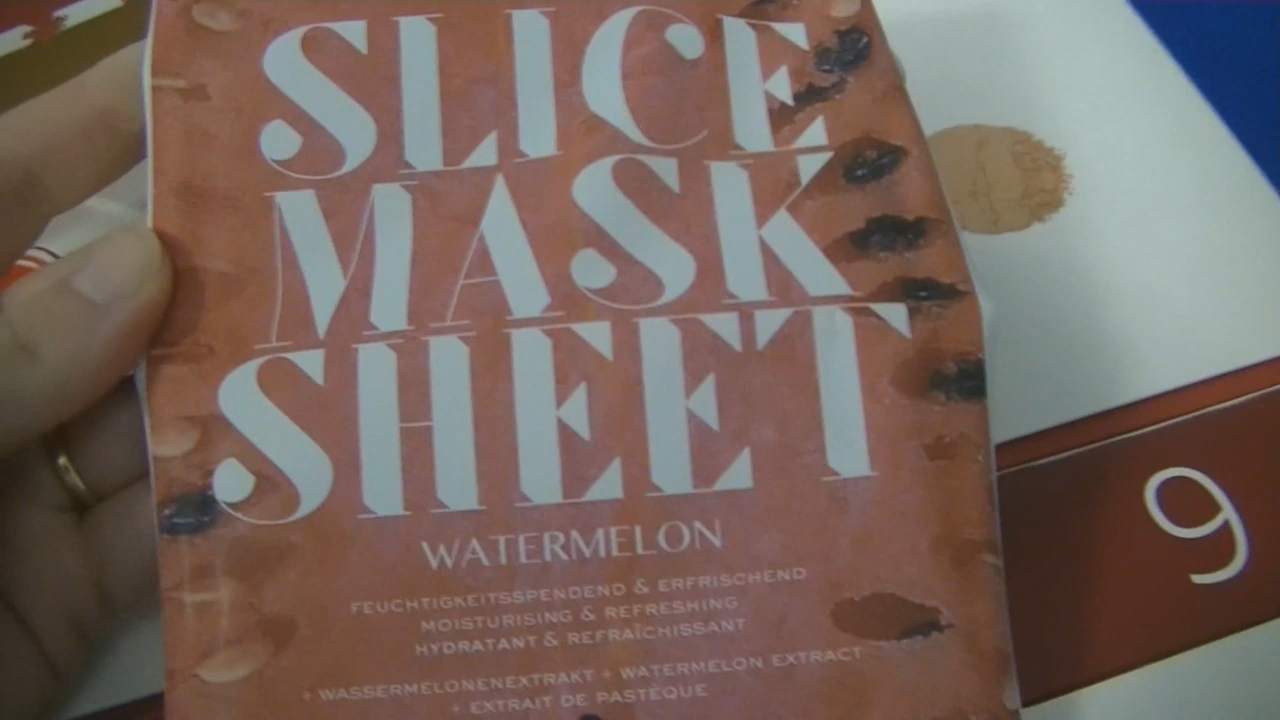 SLICE
MASK
SHEET
WATERMELON
FEUCHTIGKEITSSPENDEND & ERFRISCHEND
MOISTURISING & REFRESHING
HYDRATANT & REFRAÎCHISSANT
+ WASSERMELONENEXTRAKT + WATERMELON EXTRACT
+ EXTRAIT DE PASTÈQUE
9